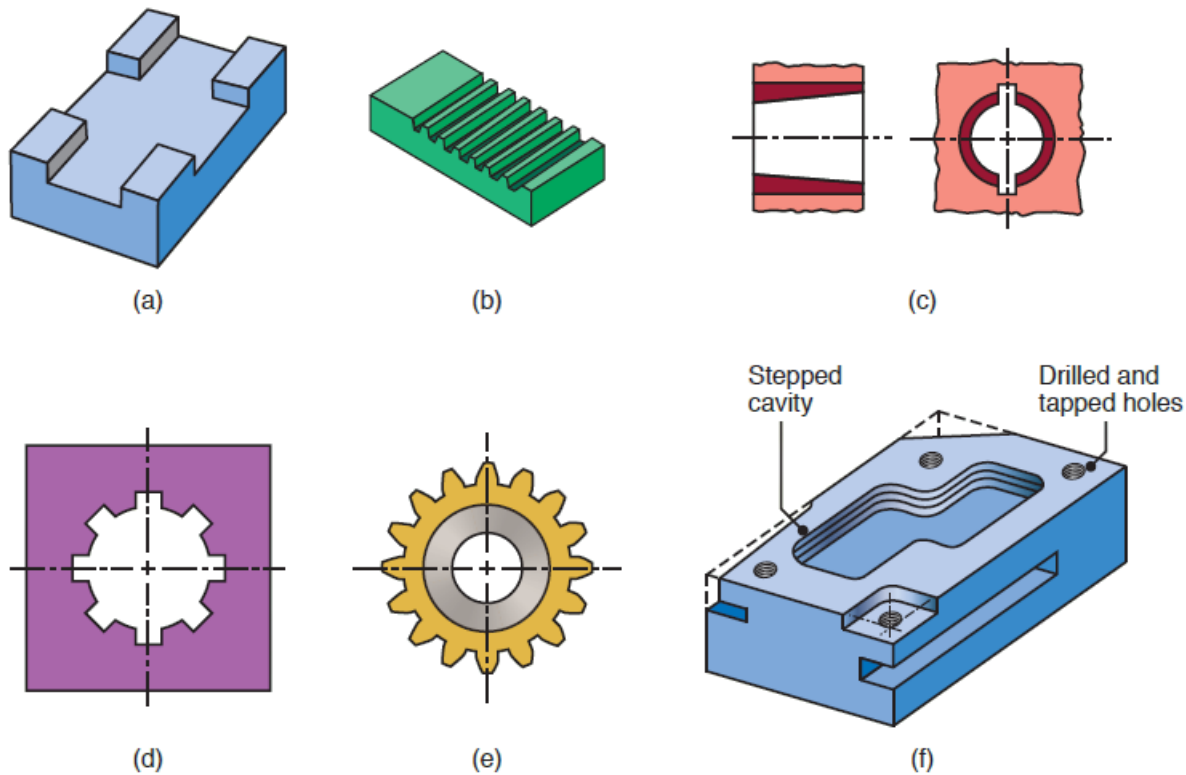 (a)
(b)
(c)
Stepped
cavity
Drilled and
tapped holes
(d)
(e)
(f)